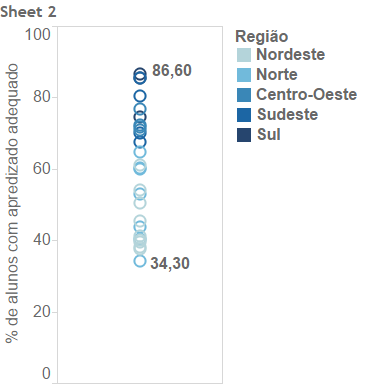 Sheet 2
% de alunos com apredizado adequado
100
80
60
40
20
0
86,60
34,30
Região
Nordeste
Norte
Centro-Oeste
Sudeste
Sul